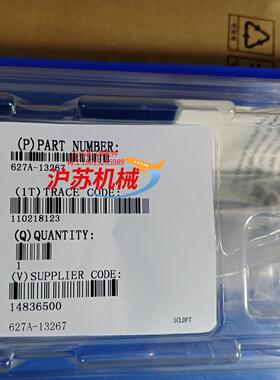 (P)PART NUMBER:
627A-13267
沪苏机械
(1T)TRACE CODE:
110218123
(Q)QUANTITY:
1
(V)SUPPLIER CODE:
14836500
627A-13267
1CLDFT